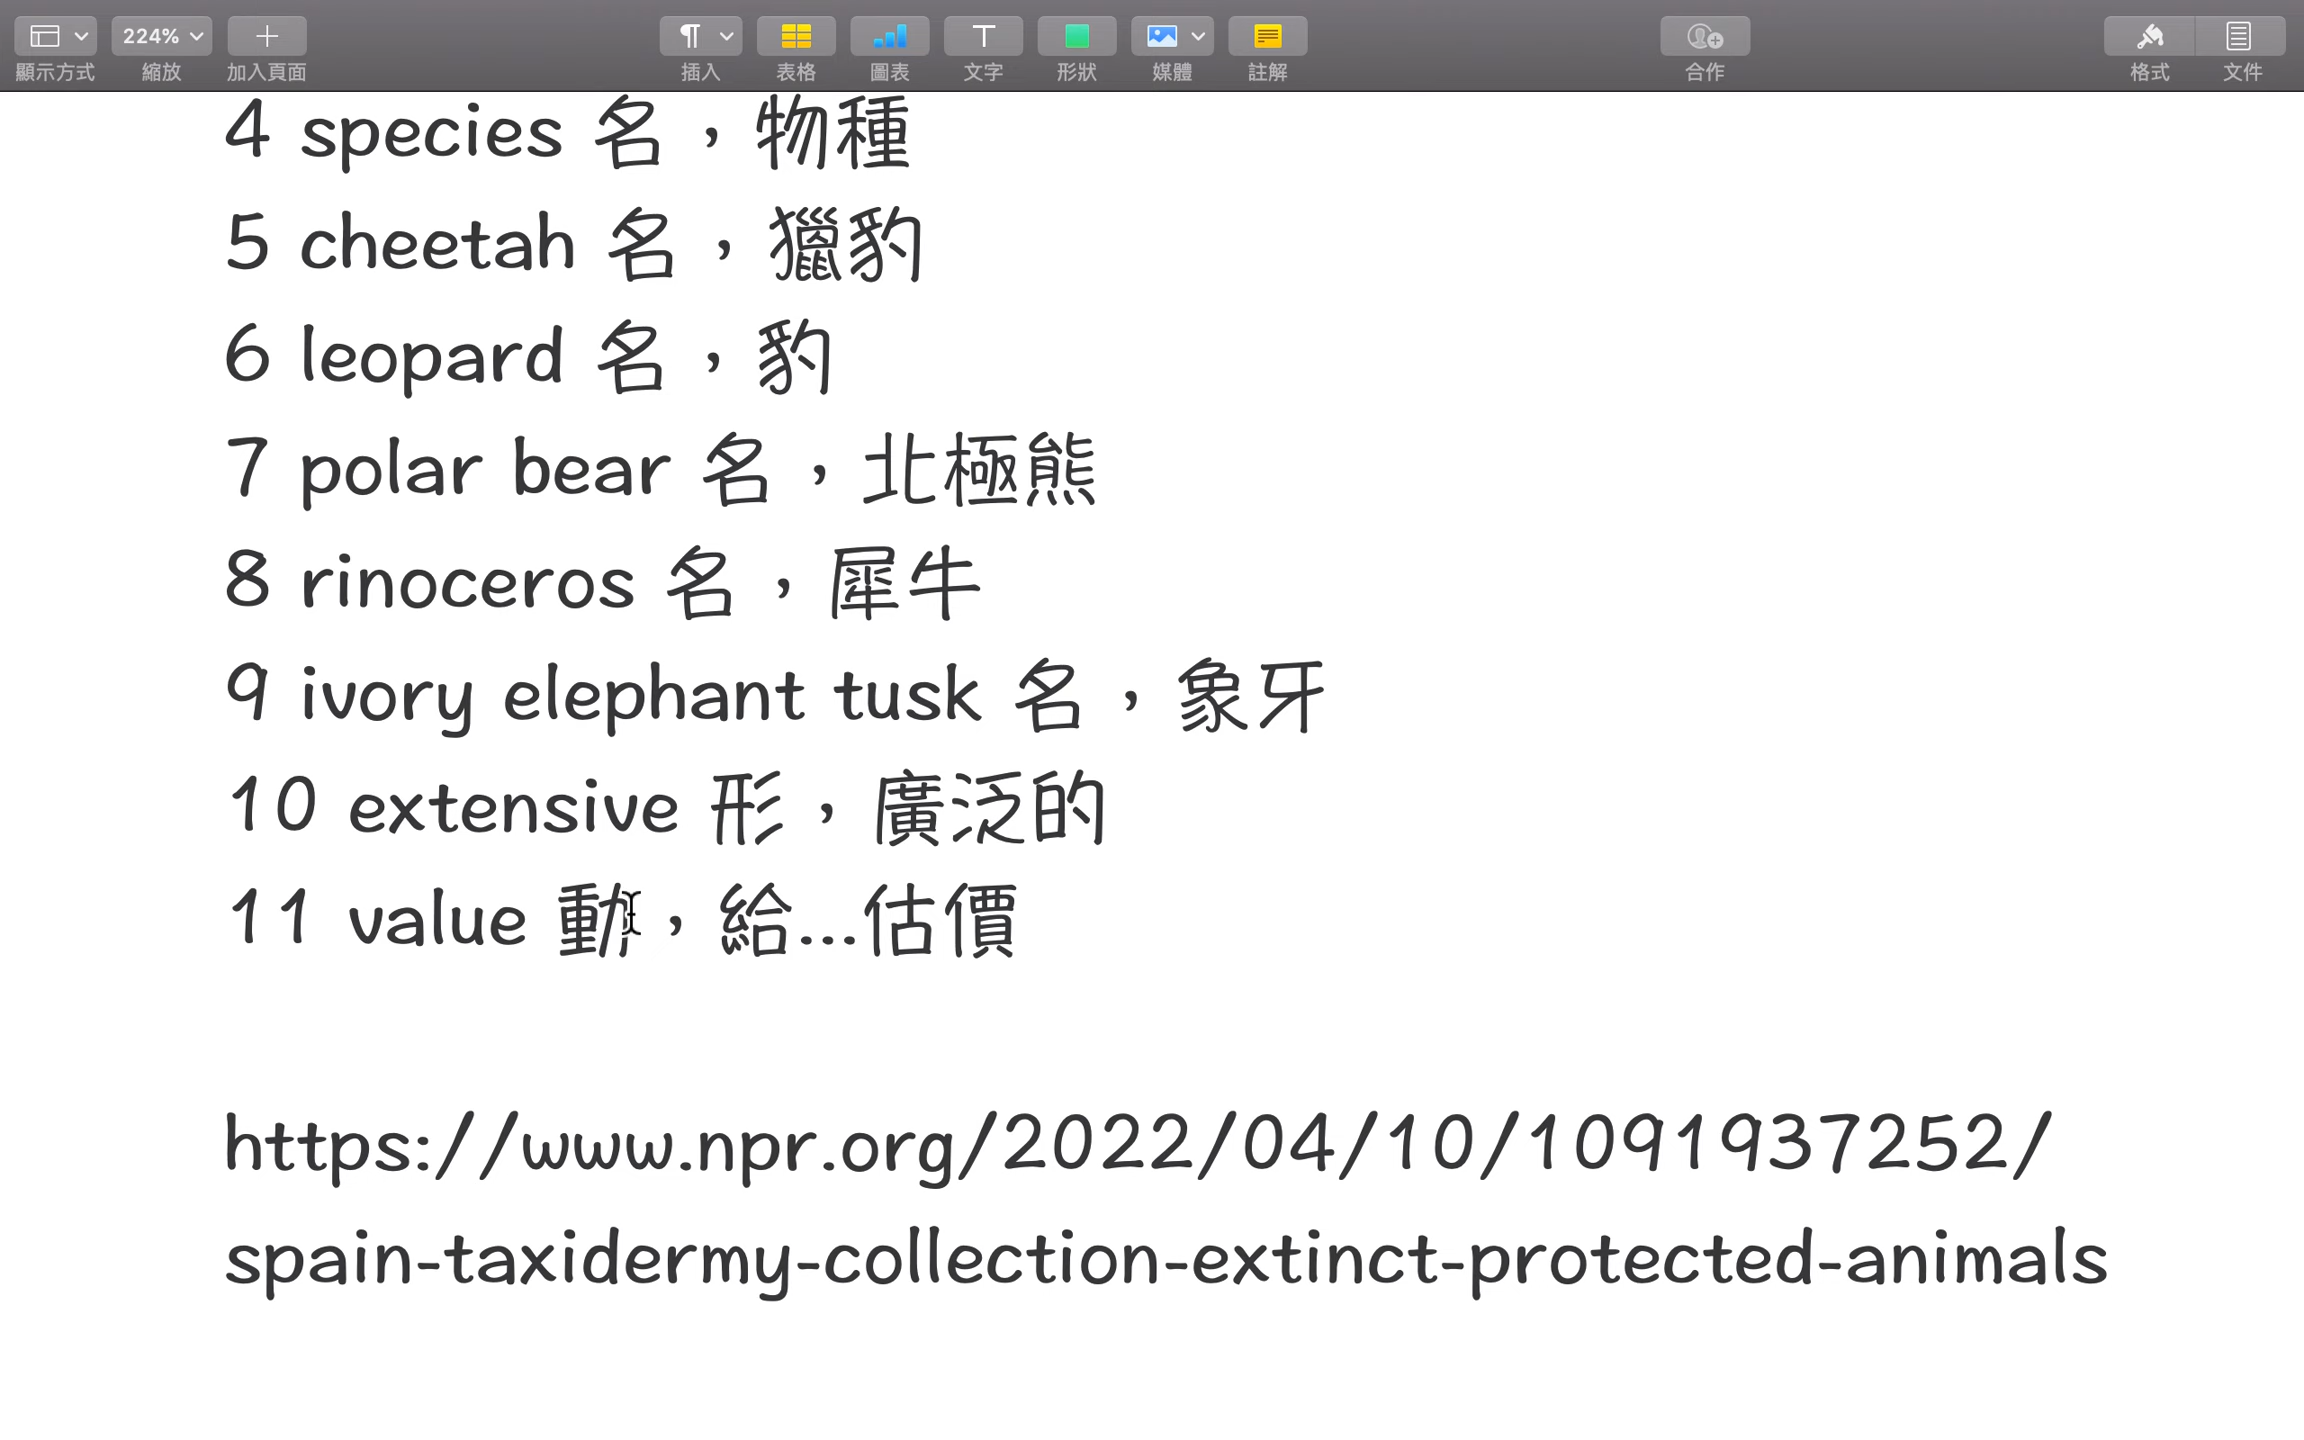 224%
顯示方式 縮放 加入頁面 插入 表格 圖表 文字 形狀 媒體 註解 合作 格式 文件
4 species 名，物種
5 cheetah 名，獵豹
6 leopard 名，豹
7 polar bear 名，北極熊
8 rinoceros 名，犀牛
9 ivory elephant tusk 名，象牙
10 extensive 形，廣泛的
11 value 動，給...估價
https://www.npr.org/2022/04/10/1091937252/
spain-taxidermy-collection-extinct-protected-animals